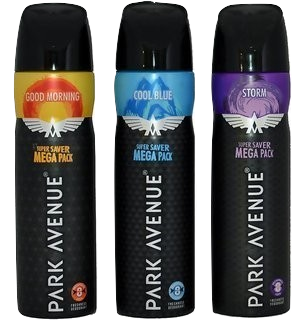 GOOD MORNING
SUPER SAVER
MEGA PACK
PARK AVENUE
COOL BLUE
SUPER SAVER
MEGA PACK
PARK AVENUE
STORM
SUPER SAVER
MEGA PACK
PARK AVENUE